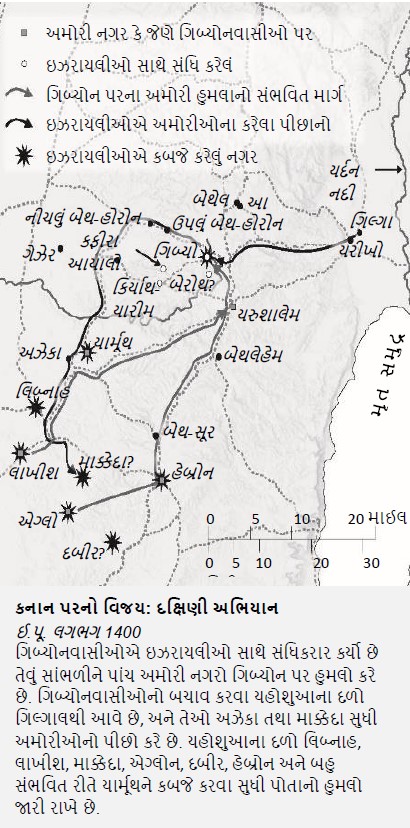 અમોરી નગર કે જેણે ગિબ્યોનવાસીઓ પર
ઇઝરાયલીઓ સાથે સંધિ કરેલં
ગિબ્યોન પરના અમોરી હુમલાનો સંભવિત માર્ગ
ઇઝરાયલીઓએ અમોરીઓના કરેલા પીછાનો
ઇઝરાયલીઓએ કબજે કરેલું નગર
યર્દન
નદી
બેથેલ
આ
નીચલું બેથ-હોરોન
ઉપલું બેથ-હોરોન
ગિલ્ગા
યરીખો
કફીરા
ગિબ્યો
ગેઝેર
આયાલો
કિર્યાથ
બેરોથ?
યારીમ
યરુશાલેમ
અઝેકા
યાર્મૂથ
બેથલેહેમ
મૃત સમુદ્ર
લિબ્નાહ
બેથ-સૂર
લાખીશ
માક્કેદા?
હેબ્રોન
એગ્લો
દબીર?
0 5 10 20 માઈલ
0 5 10 20 30
કનાન પરનો વિજય: દક્ષિણી અભિયાન
ઈ.પૂ. લગભગ 1400
ગિબ્યોનવાસીઓએ ઇઝરાયલીઓ સાથે સંધિકરાર કર્યો છે
તેવું સાંભળીને પાંચ અમોરી નગરો ગિબ્યોન પર હુમલો કરે
છે. ગિબ્યોનવાસીઓનો બચાવ કરવા યહોશુઆના દળો
ગિલ્ગાલથી આવે છે, અને તેઓ અઝેકા તથા માક્કેદા સુધી
અમોરીઓનો પીછો કરે છે. યહોશુઆના દળો લિબ્નાહ,
લાખીશ, માક્કેદા, એગ્લોન, દબીર, હેબ્રોન અને બહુ
સંભવિત રીતે યાર્મૂથને કબજે કરવા સુધી પોતાનો હુમલો
જારી રાખે છે.